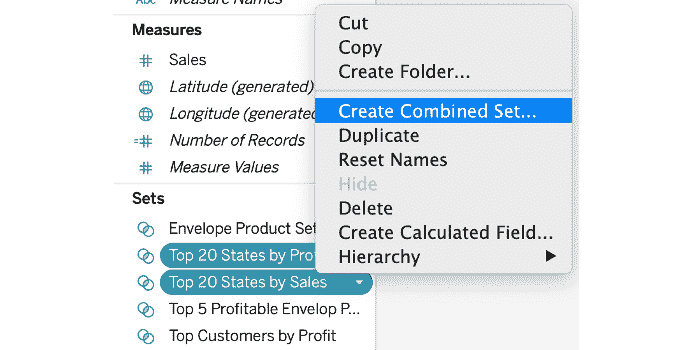 Abc Measure Names
Measures
# Sales
Latitude (generated)
Longitude (generated
=# Number of Records
# Measure Values
Sets
Envelope Product Set
Top 20 States by Pro
Top 20 States by Sales
Top 5 Profitable Envelop P...
Top Customers by Profit
Cut
Copy
Create Folder...
Create Combined Set...
Duplicate
Reset Names
Hide
Delete
Create Calculated Field...
Hierarchy